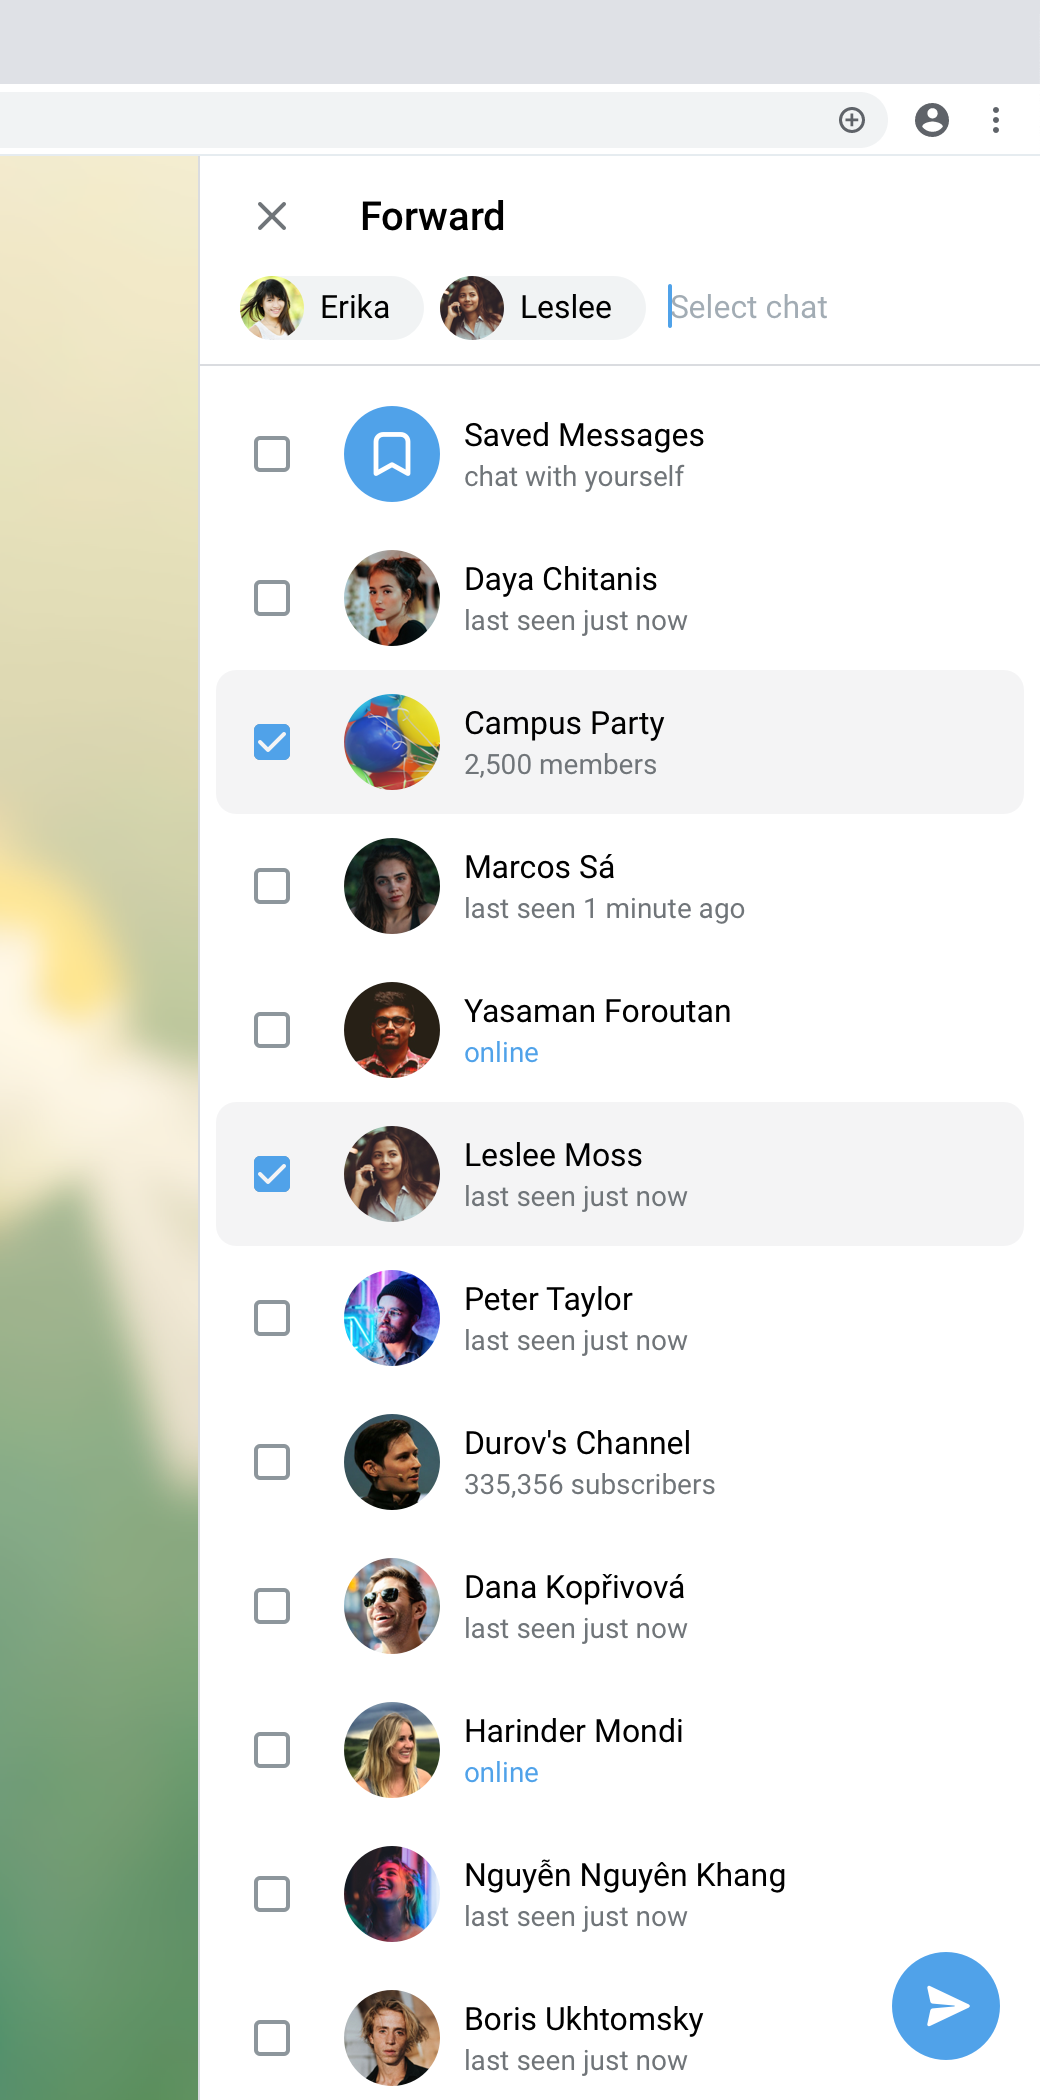 Forward
Erika Leslee Select chat
Saved Messages
chat with yourself
Daya Chitanis
last seen just now
Campus Party
2,500 members
Marcos Sá
last seen 1 minute ago
Yasaman Foroutan
online
Leslee Moss
last seen just now
Peter Taylor
last seen just now
Durov's Channel
335,356 subscribers
Dana Kopřivová
last seen just now
Harinder Mondi
online
Nguyễn Nguyên Khang
last seen just now
Boris Ukhtomsky
last seen just now